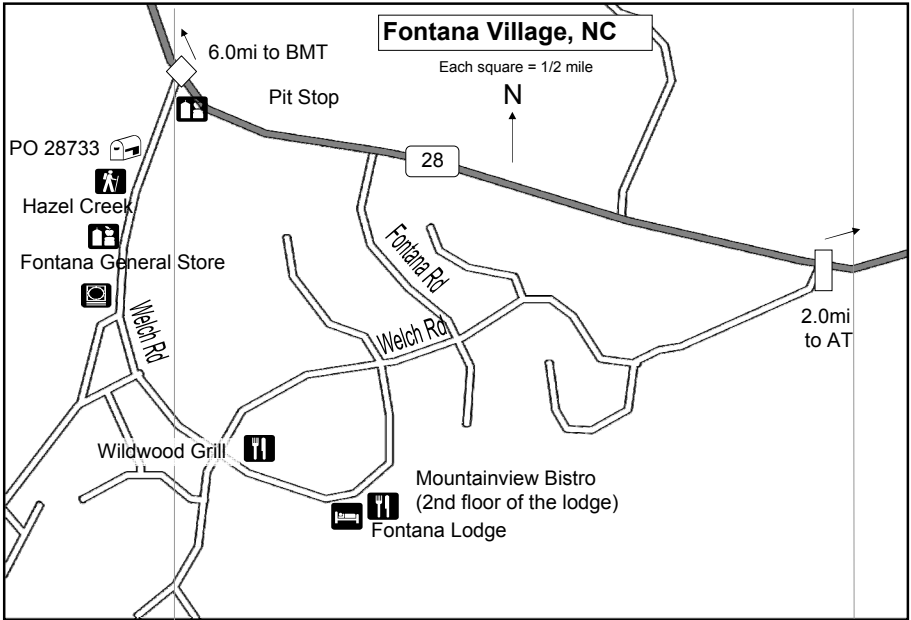 Fontana Village, NC
Each square = 1/2 mile
N
6.0mi to BMT
Pit Stop
28
PO 28733
Hazel Creek
Fontana General Store
Fontana Rd
Welch Rd
Welch Rd
2.0mi
to AT
Wildwood Grill
Mountainview Bistro
(2nd floor of the lodge)
Fontana Lodge